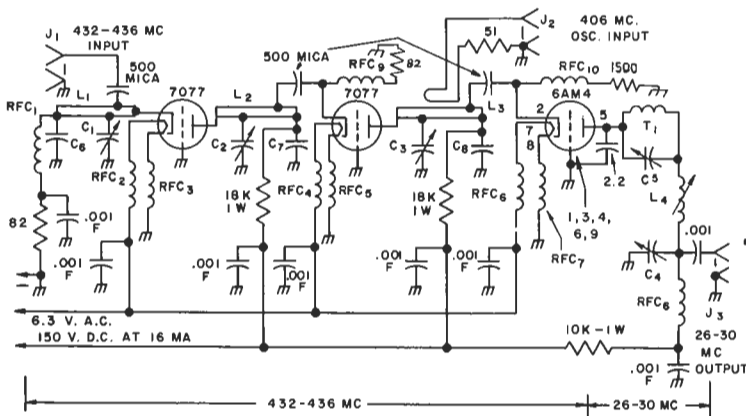 J1
432-436 MC
INPUT
500
MICA
7077
L1
RFC1
C6
C1
RFC2
RFC3
82
.001
F
.001
F
L2
500 MICA
RFC9
82
7077
C2
C7
18K
1W
RFC4
RFC5
.001
F
.001
F
J2
406 MC.
OSC. INPUT
51
L3
RFC10
1500
6AM4
2
7
8
5
C3
C8
18K
1W
RFC6
RFC7
.001
F
.001
F
1,3,4,
6,9
2.2
T1
C5
L4
.001
C4
J3
RFC6
26-30
MC
OUTPUT
10K-1W
.001
F
6.3 V. A.C.
150 V. D.C. AT 16 MA
432-436 MC
26-30 MC